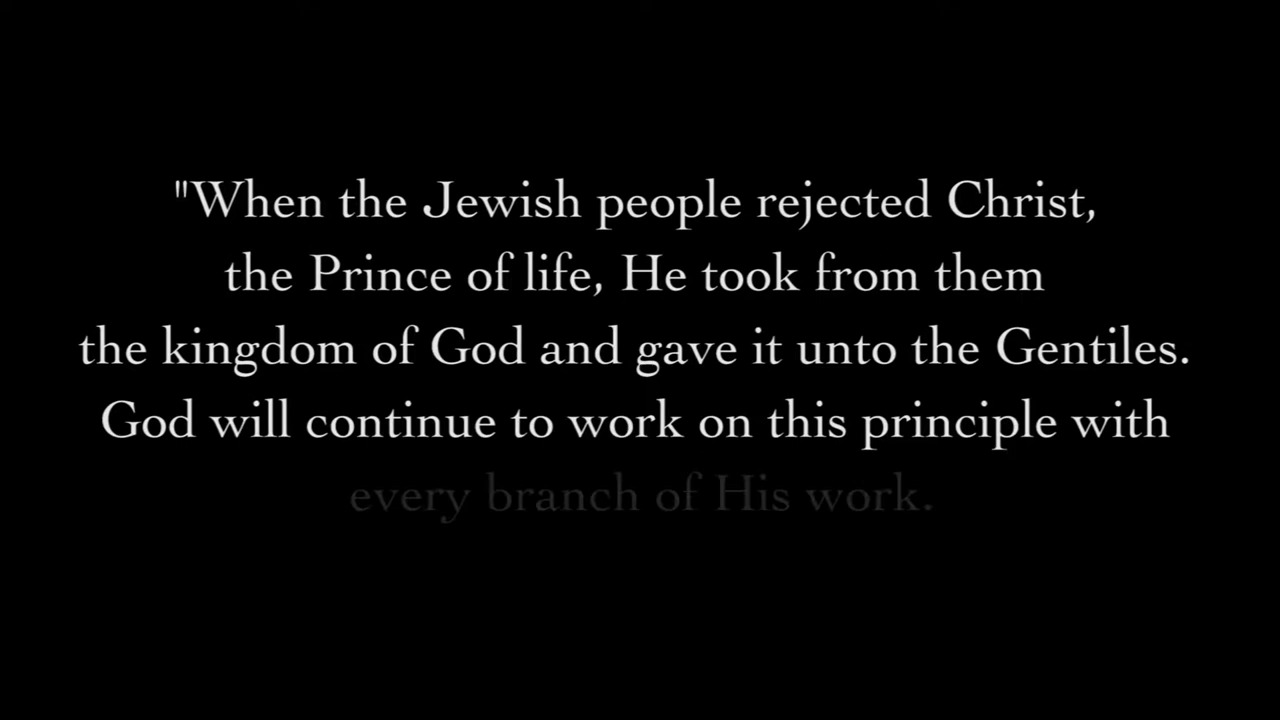 "When the Jewish people rejected Christ,
the Prince of life, He took from them
the kingdom of God and gave it unto the Gentiles.
God will continue to work on this principle with
every branch of His work.